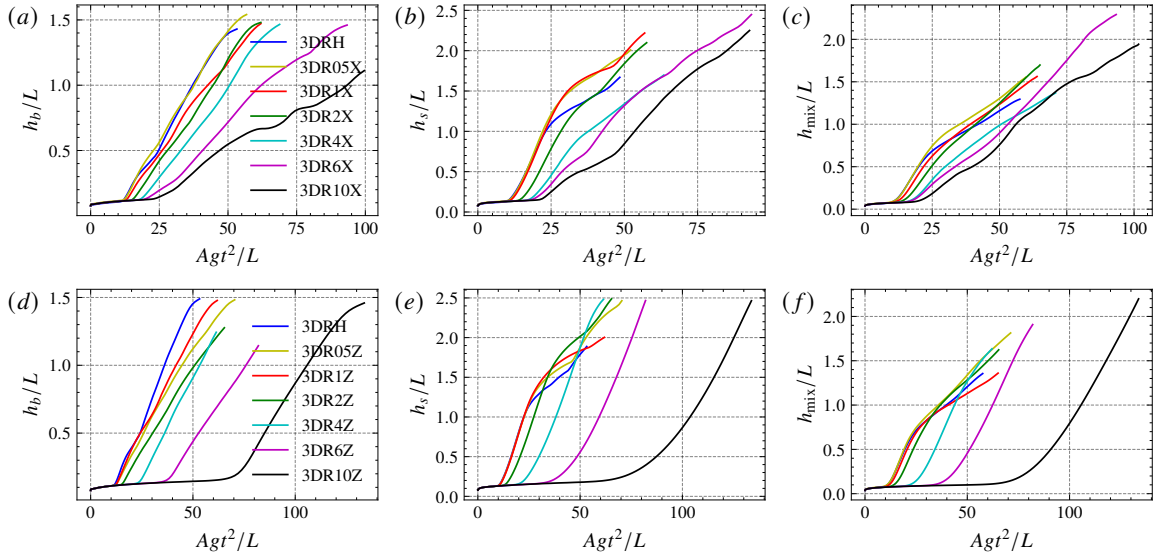 (a)
h_b/L
1.5
1.0
0.5
0
25
50
75
100
Agt²/L
3DRH
3DR05X
3DR1X
3DR2X
3DR4X
3DR6X
3DR10X
(b)
h_s/L
2.5
2.0
1.5
1.0
0.5
0.0
0
25
50
75
Agt²/L
(c)
h_mix/L
2.0
1.5
1.0
0.5
0.0
0
25
50
75
100
Agt²/L
(d)
h_b/L
1.5
1.0
0.5
0
50
100
Agt²/L
3DRH
3DR05Z
3DR1Z
3DR2Z
3DR4Z
3DR6Z
3DR10Z
(e)
h_s/L
2.5
2.0
1.5
1.0
0.5
0.0
0
50
100
Agt²/L
(f)
h_mix/L
2.0
1.5
1.0
0.5
0.0
0
50
100
Agt²/L